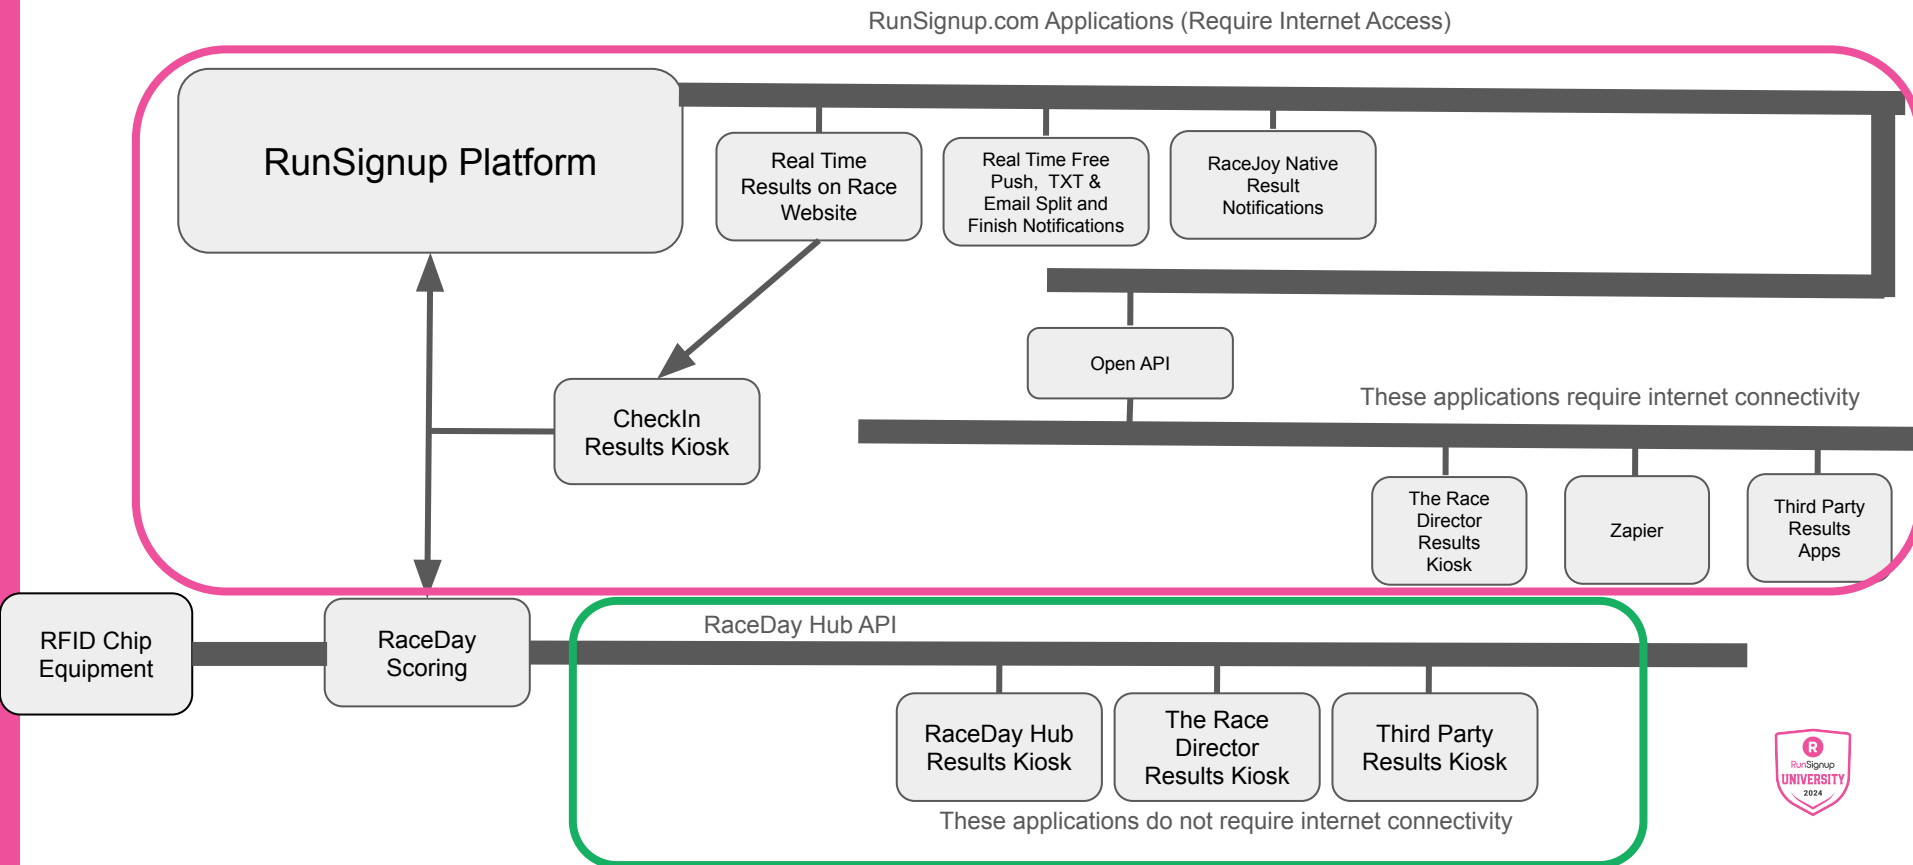 RunSignup.com Applications (Require Internet Access)
RunSignup Platform
Real Time
Results on Race
Website
Real Time Free
Push, TXT &
Email Split and
Finish Notifications
RaceJoy Native
Result
Notifications
Open API
These applications require internet connectivity
CheckIn
Results Kiosk
The Race
Director
Results
Kiosk
Zapier
Third Party
Results
Apps
RFID Chip
Equipment
RaceDay
Scoring
RaceDay Hub API
RaceDay Hub
Results Kiosk
The Race
Director
Results Kiosk
Third Party
Results Kiosk
These applications do not require internet connectivity
R
RunSignup
UNIVERSITY
2024